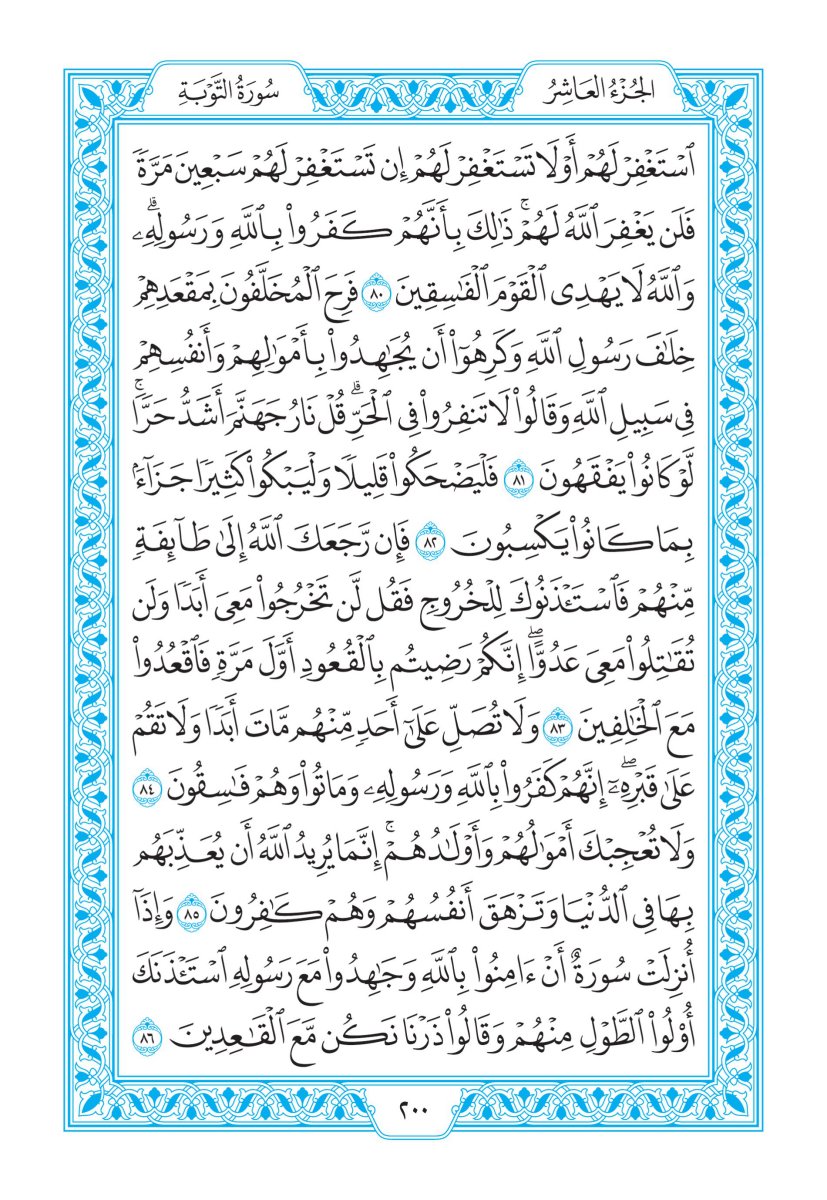 سُورَةُ التَّوْبَةِ
الجُزْءُ العَاشِرُ
ٱسْتَغْفِرْ لَهُمْ أَوْ لَا تَسْتَغْفِرْ لَهُمْ إِن تَسْتَغْفِرْ لَهُمْ سَبْعِينَ مَرَّةٗ
فَلَن يَغْفِرَ ٱللَّهُ لَهُمْۚ ذَٰلِكَ بِأَنَّهُمْ كَفَرُواْ بِٱللَّهِ وَرَسُولِهِۦۗ
وَٱللَّهُ لَا يَهْدِى ٱلْقَوْمَ ٱلْفَٰسِقِينَ ٨٠ فَرِحَ ٱلْمُخَلَّفُونَ بِمَقْعَدِهِمْ
خِلَٰفَ رَسُولِ ٱللَّهِ وَكَرِهُوٓاْ أَن يُجَٰهِدُواْ بِأَمْوَٰلِهِمْ وَأَنفُسِهِمْ
فِى سَبِيلِ ٱللَّهِ وَقَالُواْ لَا تَنفِرُواْ فِى ٱلْحَرِّۗ قُلْ نَارُ جَهَنَّمَ أَشَدُّ حَرّٗاۚ
لَّوْ كَانُواْ يَفْقَهُونَ ٨١ فَلْيَضْحَكُواْ قَلِيلٗا وَلْيَبْكُواْ كَثِيرٗا جَزَآءَۢ
بِمَا كَانُواْ يَكْسِبُونَ ٨٢ فَإِن رَّجَعَكَ ٱللَّهُ إِلَىٰ طَآئِفَةٖ
مِّنْهُمْ فَٱسْتَـْٔذَنُوكَ لِلْخُرُوجِ فَقُل لَّن تَخْرُجُواْ مَعِىَ أَبَدٗا وَلَن
تُقَٰتِلُواْ مَعِىَ عَدُوًّاۖ إِنَّكُمْ رَضِيتُم بِٱلْقُعُودِ أَوَّلَ مَرَّةٖ فَٱقْعُدُواْ
مَعَ ٱلْخَٰلِفِينَ ٨٣ وَلَا تُصَلِّ عَلَىٰٓ أَحَدٖ مِّنْهُم مَّاتَ أَبَدٗا وَلَا تَقُمْ
عَلَىٰ قَبْرِهِۦٓۖ إِنَّهُمْ كَفَرُواْ بِٱللَّهِ وَرَسُولِهِۦ وَمَاتُواْ وَهُمْ فَٰسِقُونَ ٨٤
وَلَا تُعْجِبْكَ أَمْوَٰلُهُمْ وَأَوْلَٰدُهُمْۚ إِنَّمَا يُرِيدُ ٱللَّهُ أَن يُعَذِّبَهُم
بِهَا فِى ٱلدُّنْيَا وَتَزْهَقَ أَنفُسُهُمْ وَهُمْ كَٰفِرُونَ ٨٥ وَإِذَآ
أُنزِلَتْ سُورَةٌ أَنْ ءَامِنُواْ بِٱللَّهِ وَجَٰهِدُواْ مَعَ رَسُولِهِ ٱسْتَـْٔذَنَكَ
أُوْلُواْ ٱلطَّوْلِ مِنْهُمْ وَقَالُواْ ذَرْنَا نَكُن مَّعَ ٱلْقَٰعِدِينَ ٨٦
٢٠٠